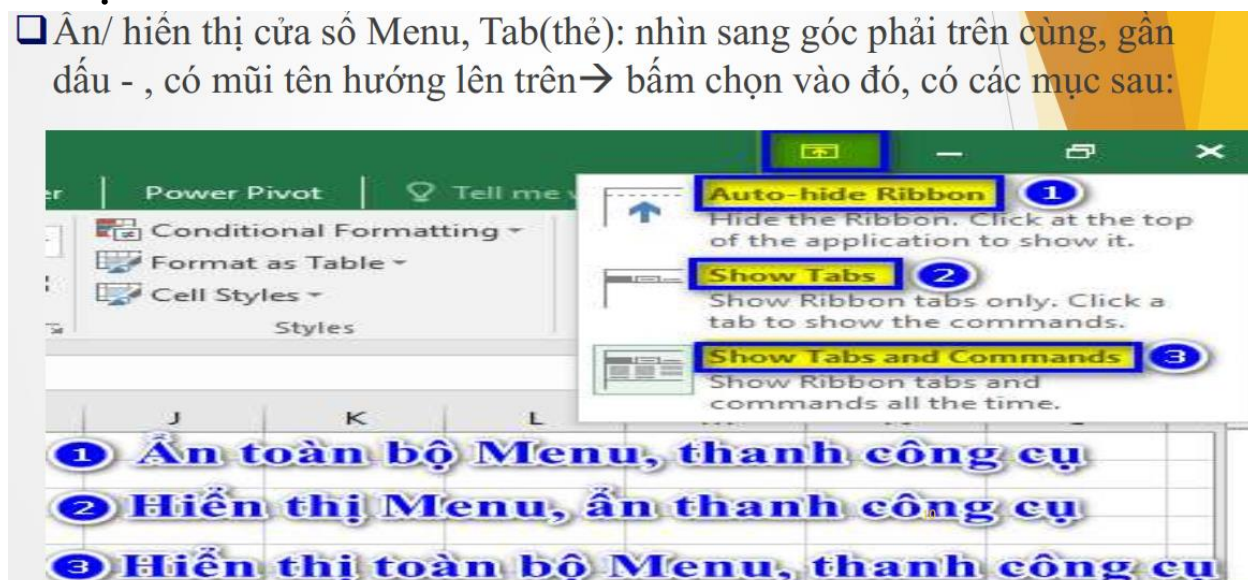 Ẩn/ hiển thị cửa sổ Menu, Tab(thẻ): nhìn sang góc phải trên cùng, gần
dấu - , có mũi tên hướng lên trên→ bấm chọn vào đó, có các mục sau:
Power Pivot
Tell me
Auto-hide Ribbon 1
Hide the Ribbon. Click at the top
of the application to show it.
Conditional Formatting
Format as Table
Cell Styles
Styles
Show Tabs 2
Show Ribbon tabs only. Click a
tab to show the commands.
Show Tabs and Commands 3
Show Ribbon tabs and
commands all the time.
J K L
1 Ẩn toàn bộ Menu, thanh công cụ
2 Hiển thị Menu, ẩn thanh công cụ
10
3 Hiển thị toàn bộ Menu, thanh công cụ